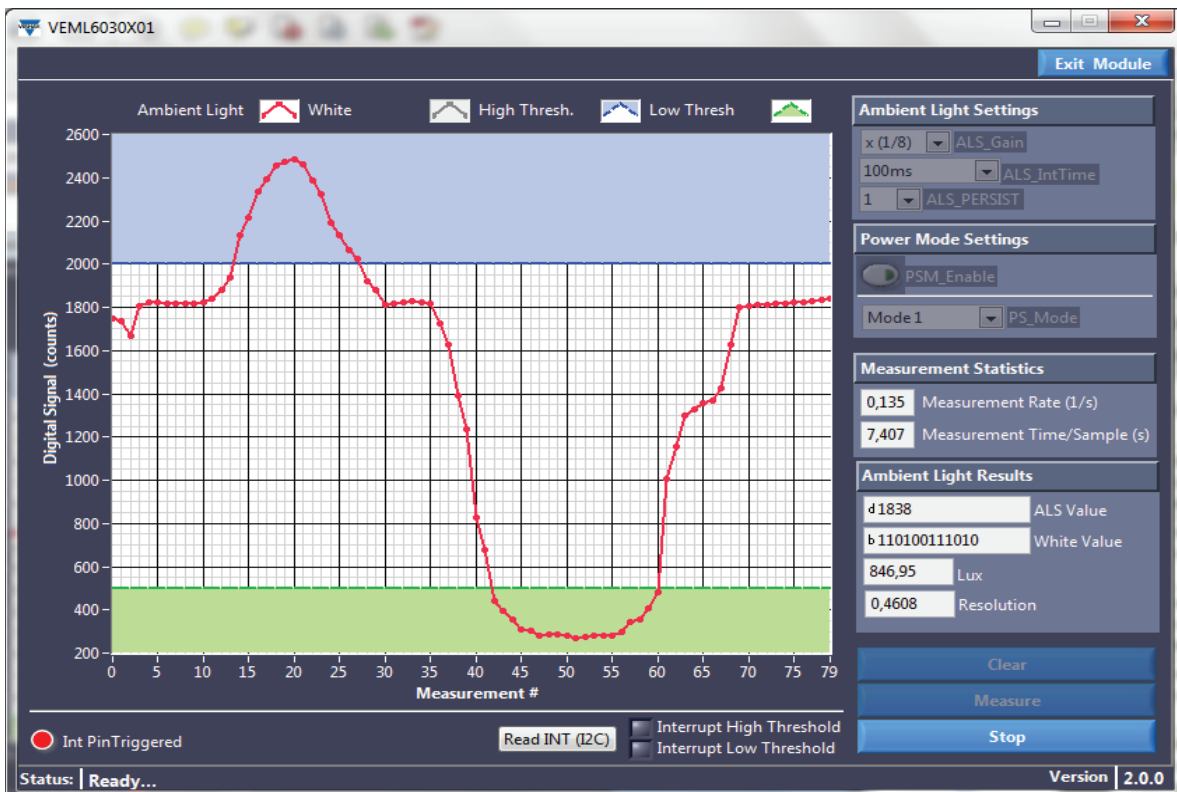 VEML6030X01
Exit Module
Ambient Light White High Thresh. Low Thresh
2600
2400
2200
2000
1800
1600
1400
1200
1000
800
600
400
200
Digital Signal (counts)
0 5 10 15 20 25 30 35 40 45 50 55 60 65 70 75 79
Measurement #
Ambient Light Settings
x (1/8) ALS_Gain
100ms ALS_IntTime
1 ALS_PERSIST
Power Mode Settings
PSM_Enable
Mode 1 PS_Mode
Measurement Statistics
0,135 Measurement Rate (1/s)
7,407 Measurement Time/Sample (s)
Ambient Light Results
d 1838 ALS Value
b 110100111010 White Value
846,95 Lux
0,4608 Resolution
Clear
Measure
Stop
Int PinTriggered
Read INT (I2C)
Interrupt High Threshold
Interrupt Low Threshold
Status: Ready...
Version 2.0.0